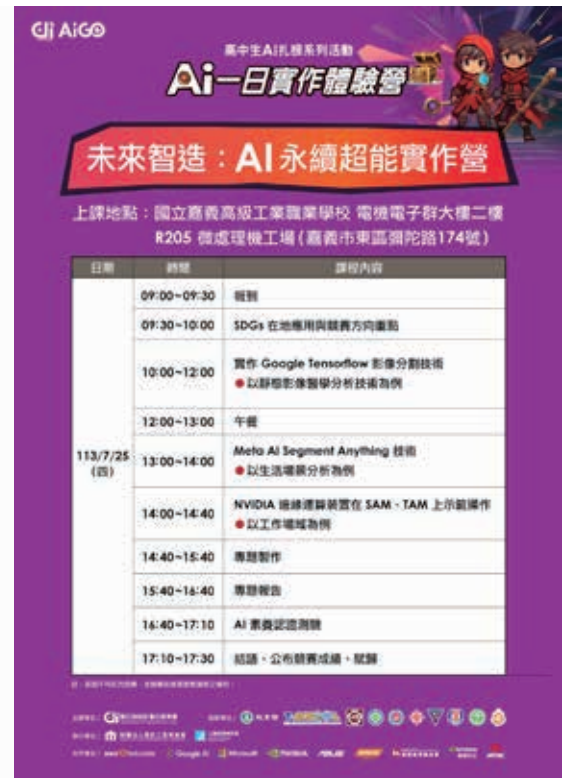 AiGO
高中生AI扎根系列活動
Ai一日實作體驗營
未來智造：AI永續超能實作營
上課地點：國立嘉義高級工業職業學校 電機電子群大樓二樓
R205 微處理機工場(嘉義市東區彌陀路174號)
日期 時間 課程內容
09:00~09:30 報到
09:30~10:00 SDGs 在地應用與競賽方向重點
10:00~12:00 實作 Google Tensorflow 影像分割技術
●以靜態影像醫學分析技術為例
12:00~13:00 午餐
113/7/25 (四)
13:00~14:00 Meta AI Segment Anything 技術
●以生活場景分析為例
14:00~14:40 NVIDIA 邊緣運算裝置在 SAM、TAM 上示範操作
●以工作場域為例
14:40~15:40 專題製作
15:40~16:40 專題報告
16:40~17:10 AI 素養認證測驗
17:10~17:30 結語、公布競賽成績、賦歸
Google
Microsoft
NVIDIA
ASUS